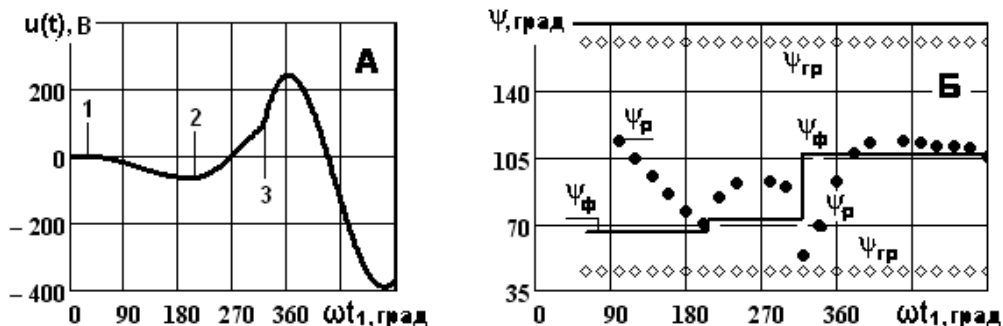 u(t), В
А
200
0
– 200
– 400
1
2
3
0 90 180 270 360 ωt1, град
Ψ, град
Б
140
105
70
35
ψгр
ψр
ψф
ψф
ψр
ψгр
0 90 180 270 360 ωt1, град